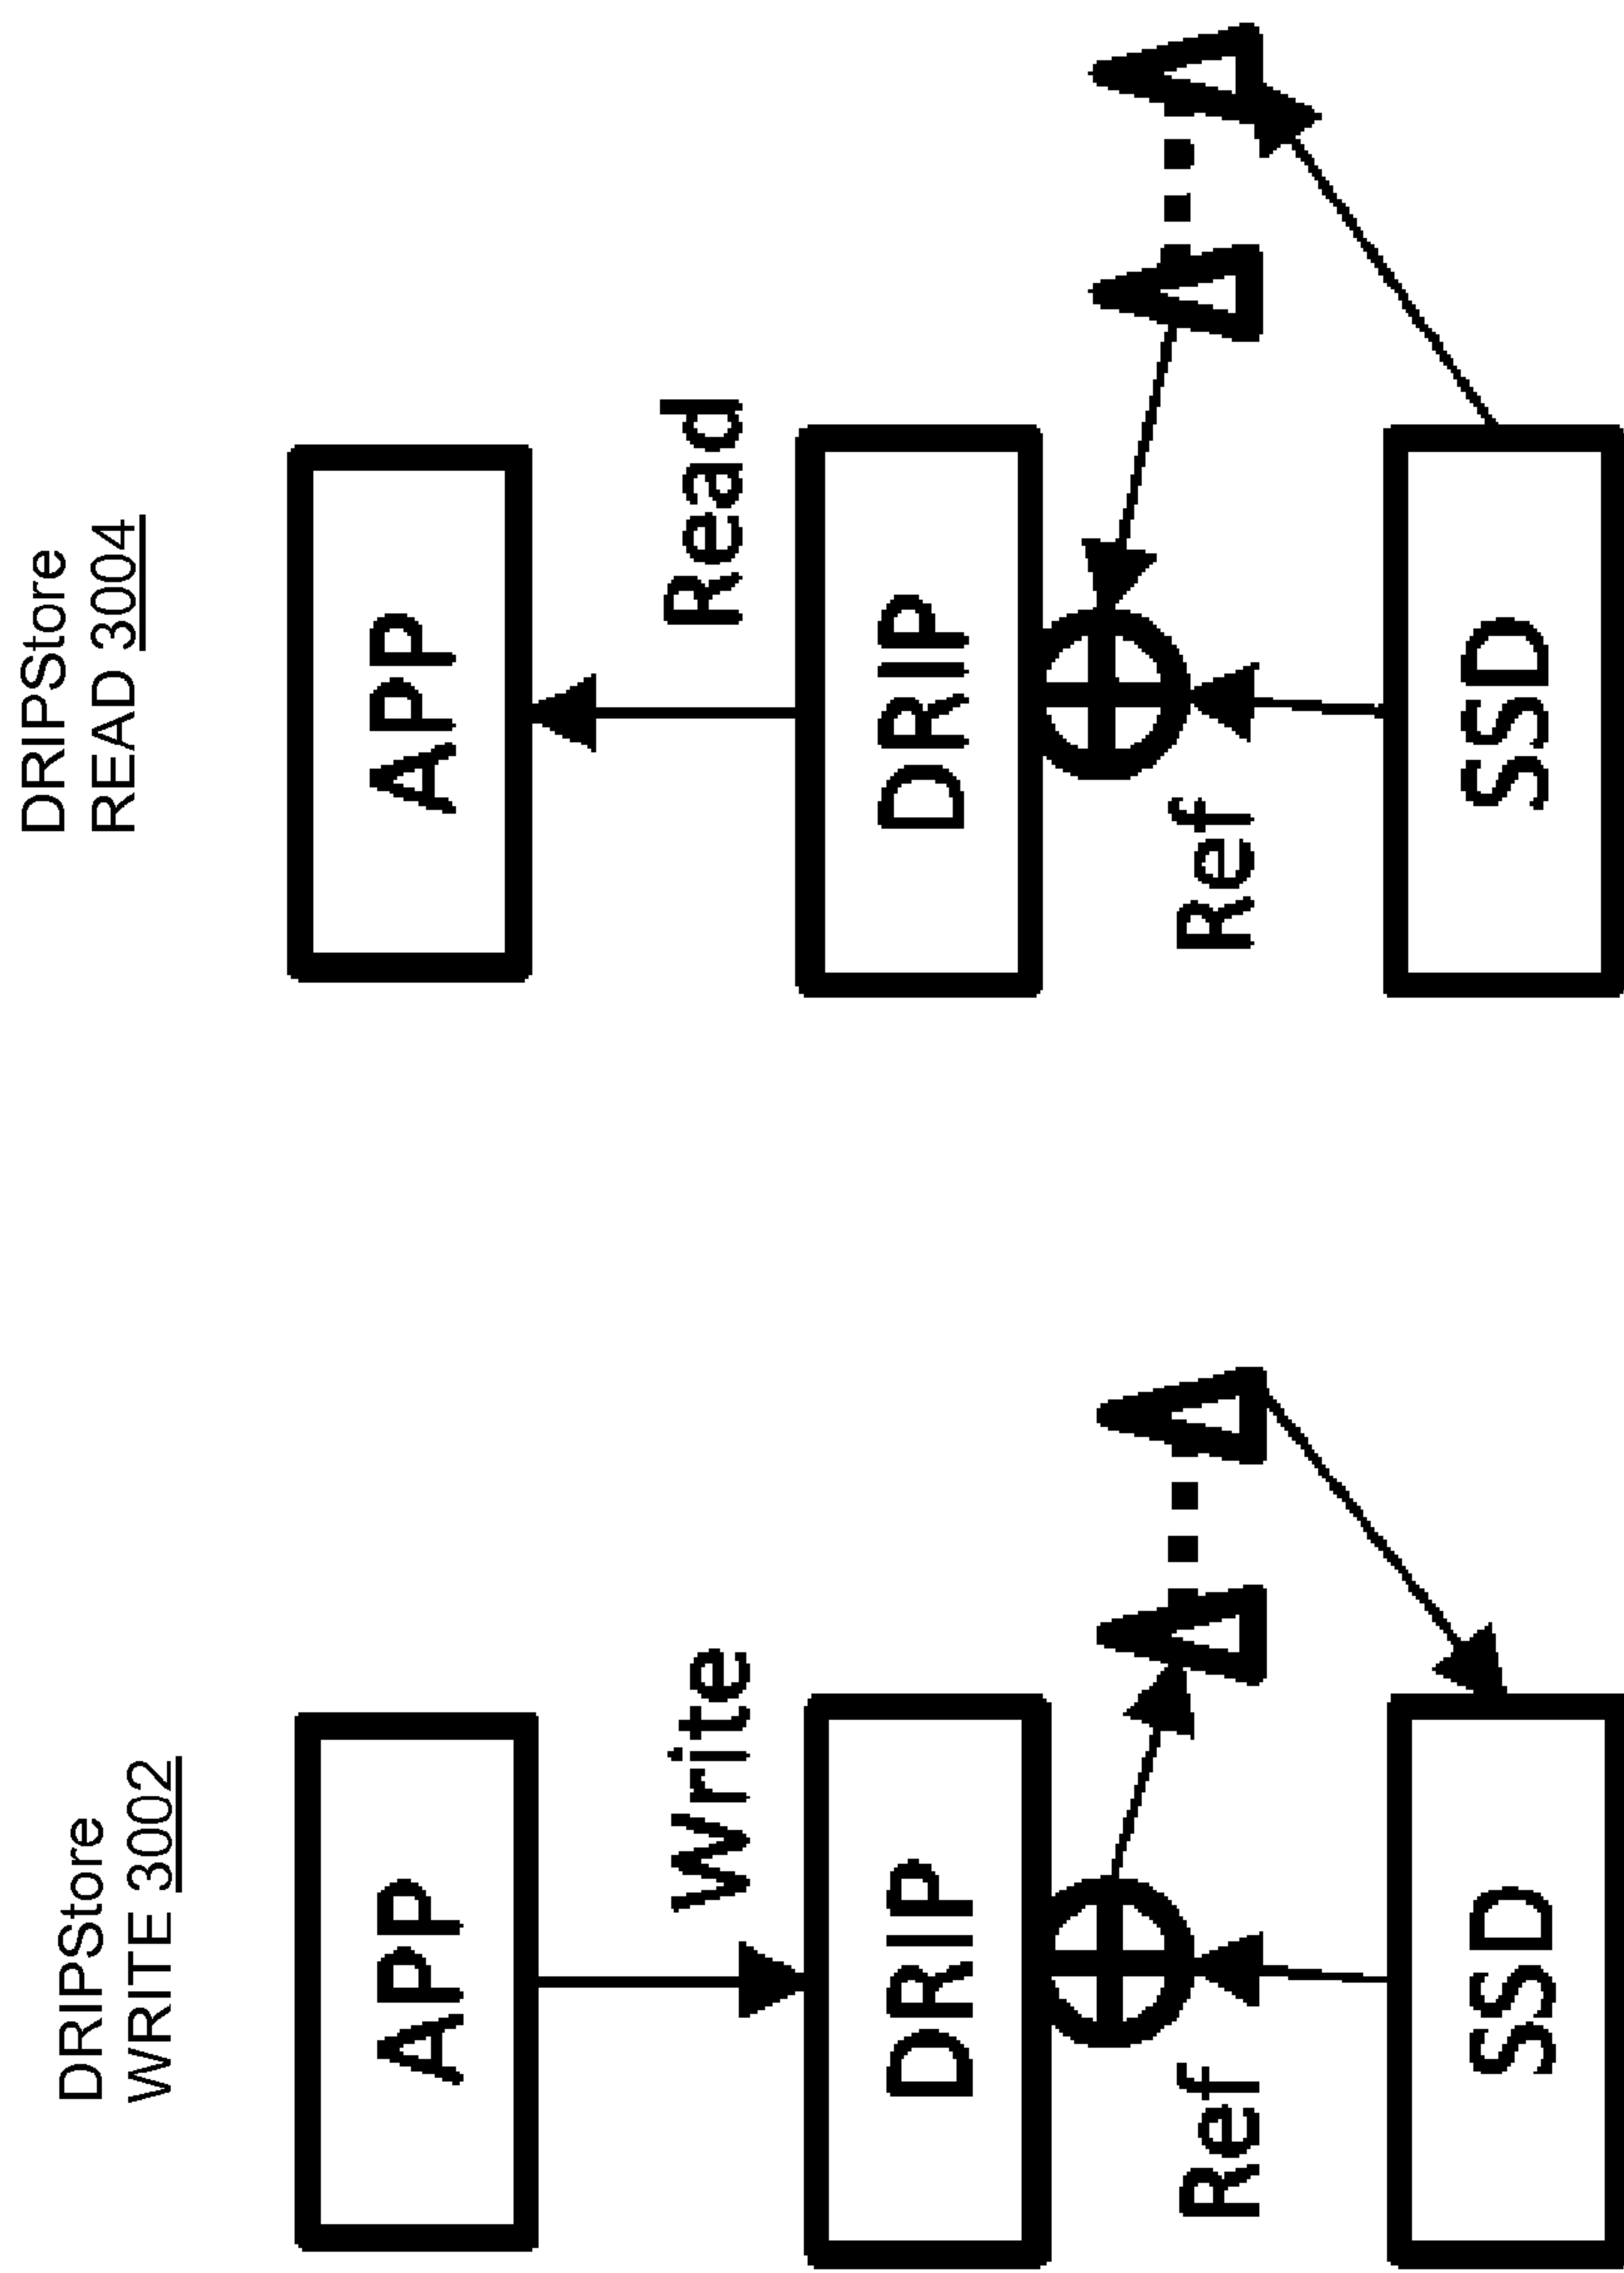 DRIPStore
WRITE 3002
APP
Write
DRIP
Ref
SSD
DRIPStore
READ 3004
APP
Read
DRIP
Ref
SSD